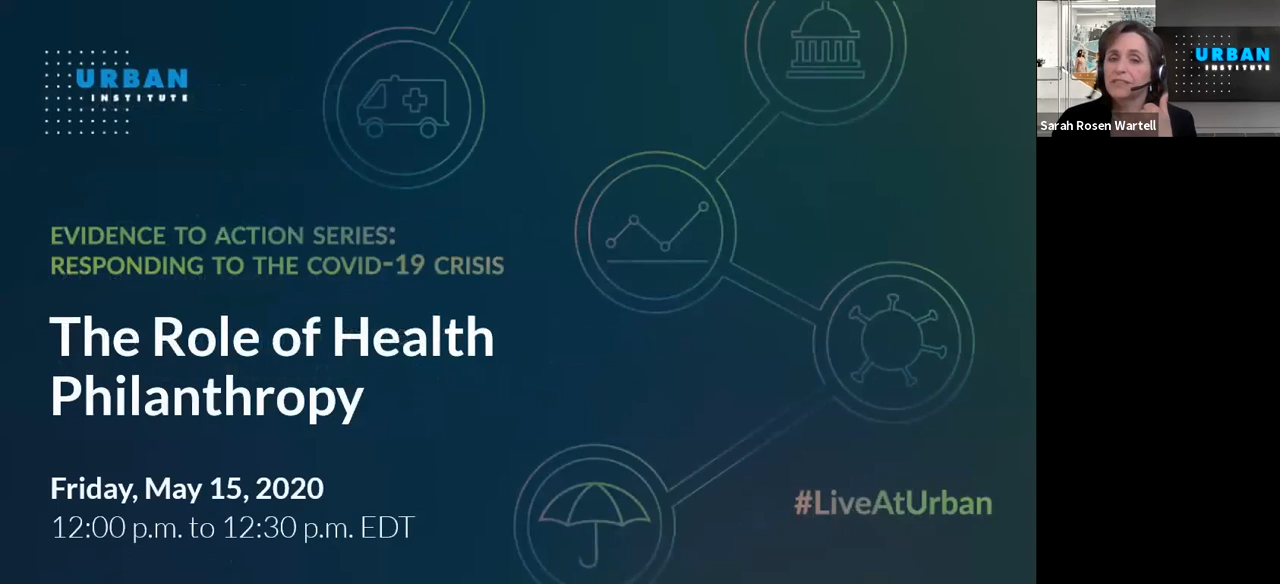 URBAN
INSTITUTE
EVIDENCE TO ACTION SERIES:
RESPONDING TO THE COVID-19 CRISIS
The Role of Health
Philanthropy
Friday, May 15, 2020
12:00 p.m. to 12:30 p.m. EDT
#LiveAtUrban
URBAN
INSTITUTE
Sarah Rosen Wartell